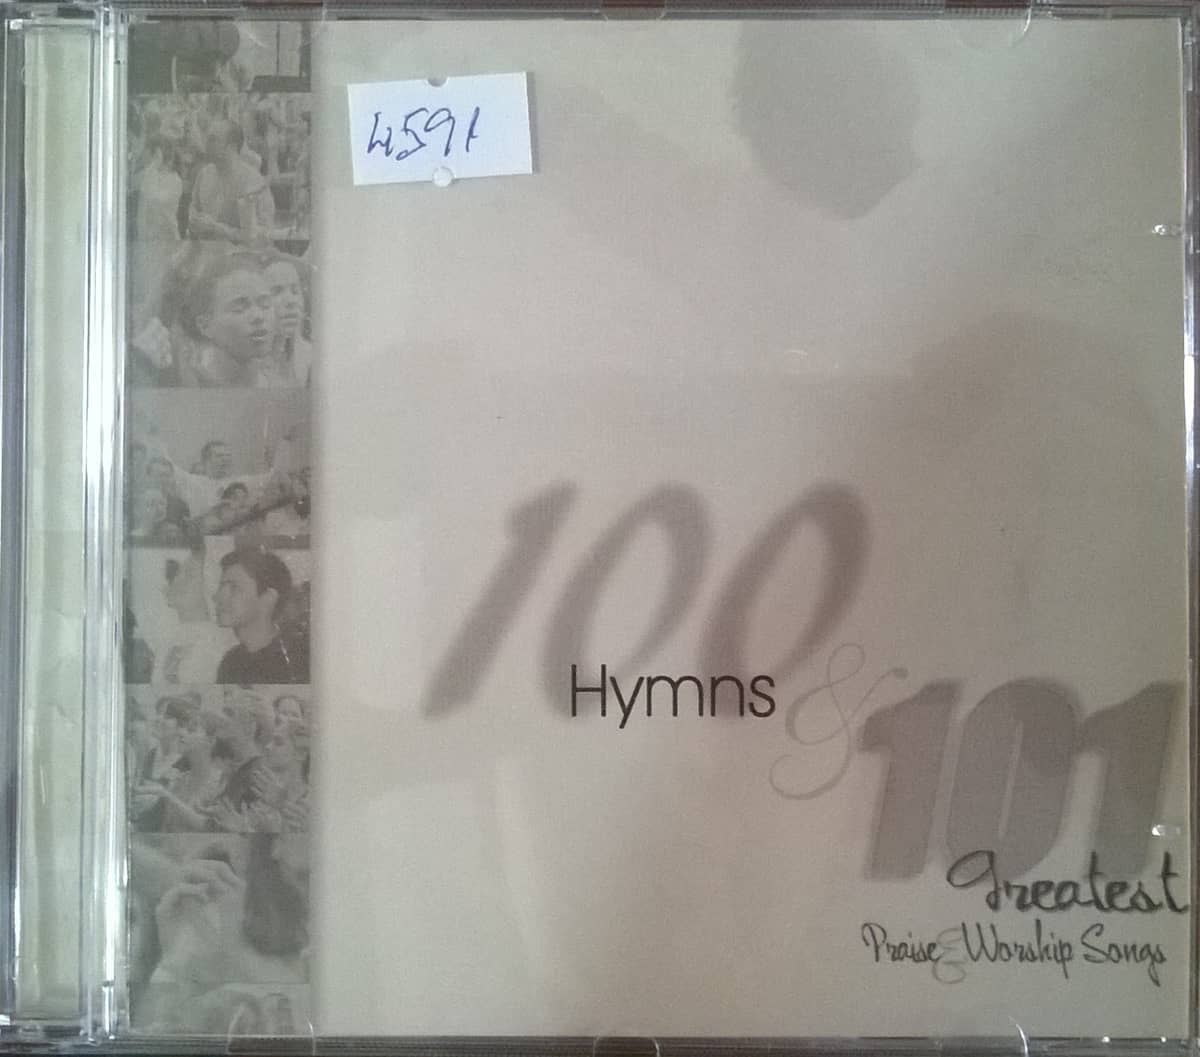 4591
100
Hymns
& 101
Greatest
Praise & Worship Songs